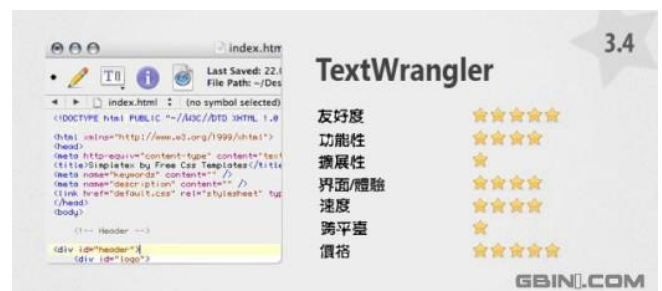 index.htm
Last Saved: 22.
File Path: ~/Des
index.html (no symbol selected)
<!DOCTYPE html PUBLIC "-//W3C//DTD XHTML 1.0
<html xmlns="http://www.w3.org/1999/xhtml">
<head>
<meta http-equiv="content-type" content="text
<title>Simpletex by Free Css Templates</title
<meta name="keywords" content="" />
<meta name="description" content="" />
<link href="default.css" rel="stylesheet" typ
</head>
<body>
<!-- Header -->
<div id="header">
<div id="logo">
3.4
TextWrangler
友好度
功能性
擴展性
界面/體驗
速度
跨平臺
價格
GBIN1.COM